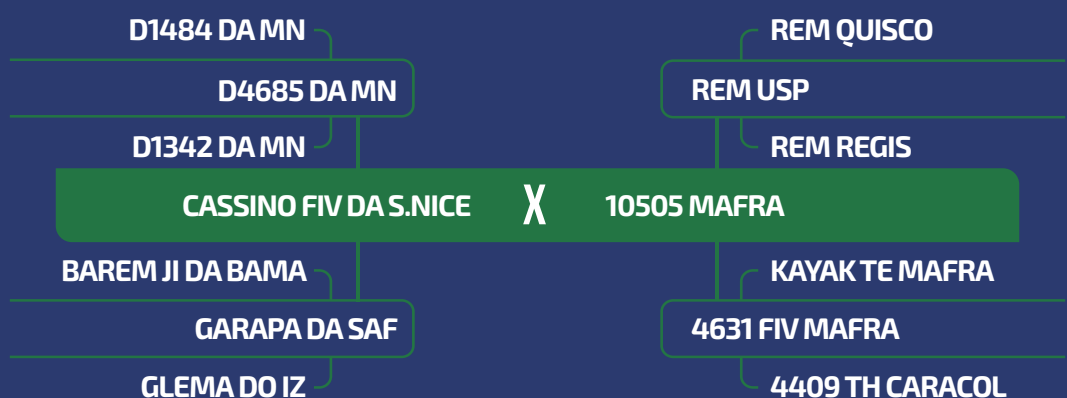 D1484 DA MN
REM QUISCO
D4685 DA MN
REM USP
D1342 DA MN
REM REGIS
CASSINO FIV DA S.NICE X 10505 MAFRA
BAREM JI DA BAMA
KAYAK TE MAFRA
GARAPA DA SAF
4631 FIV MAFRA
GLEMA DO IZ
4409 TH CARACOL